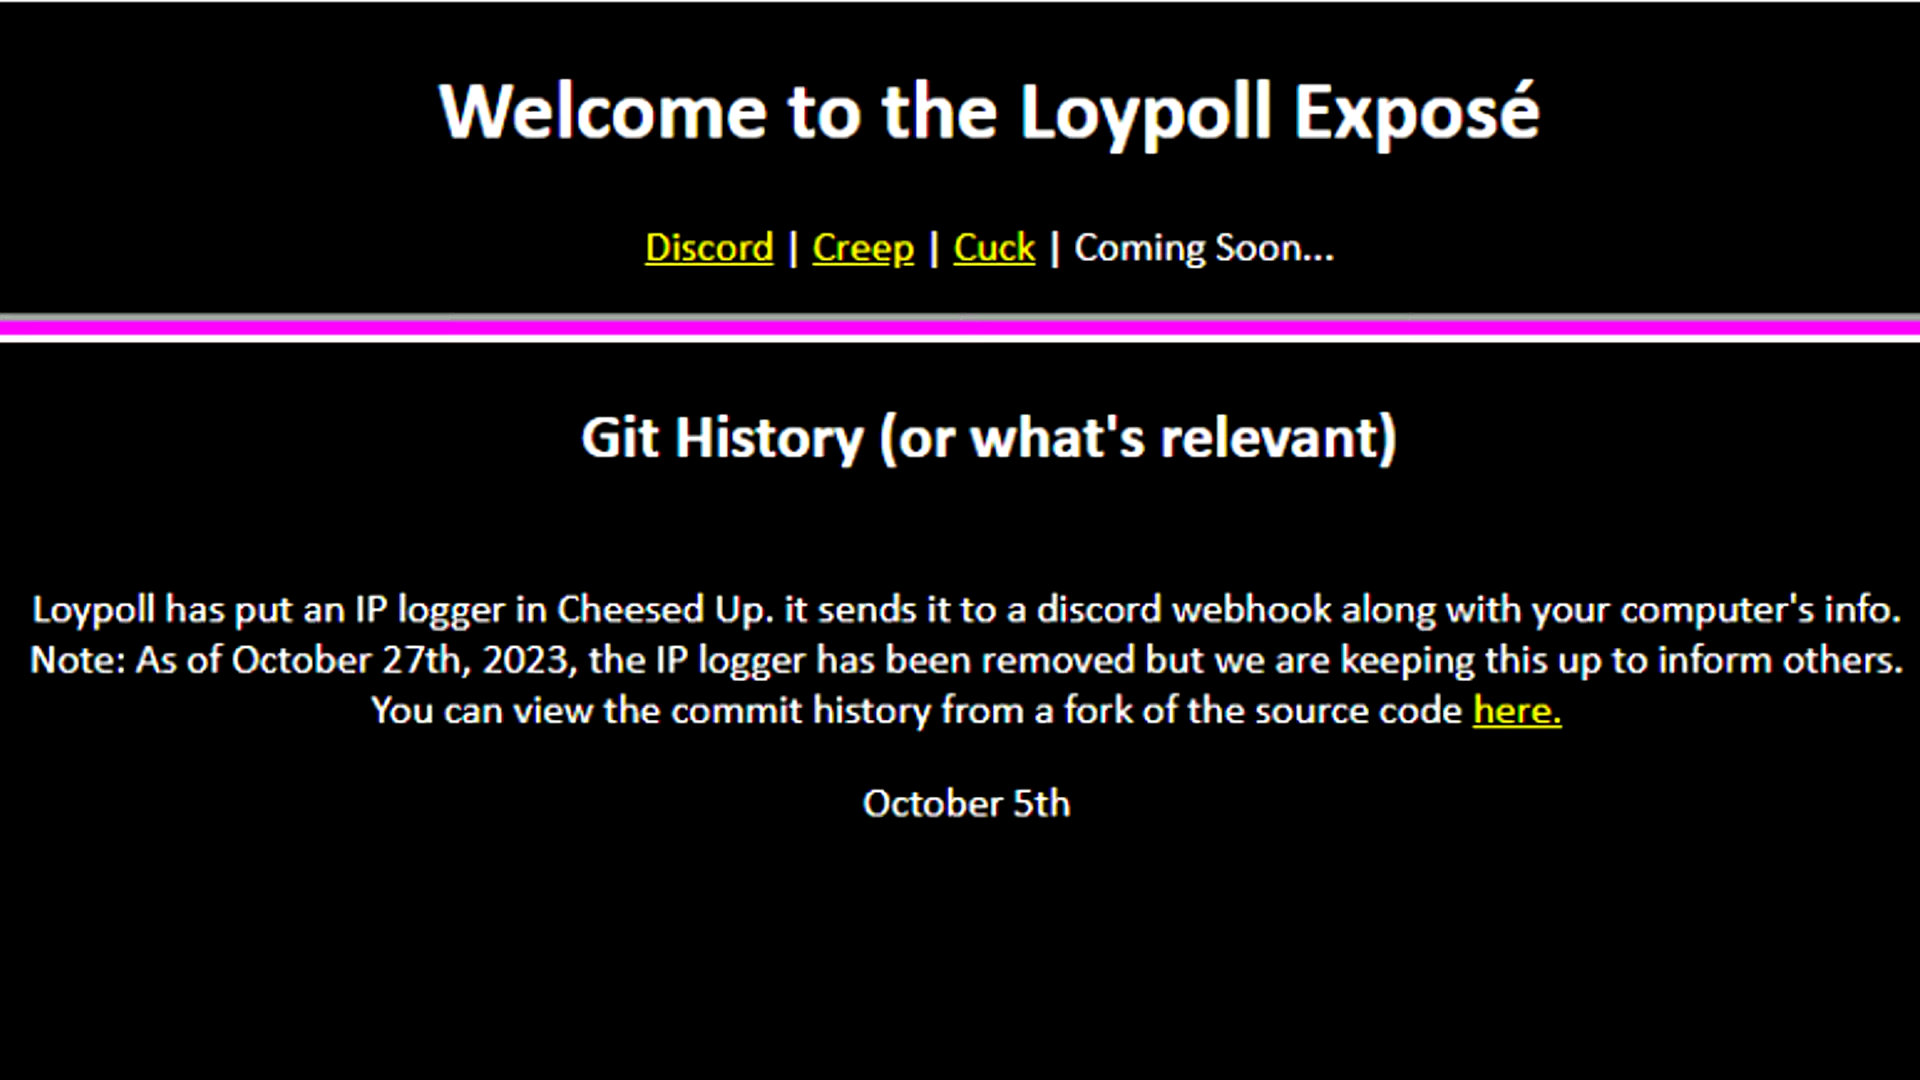 Welcome to the Loypoll Exposé
Discord | Creep | Cuck | Coming Soon...
Git History (or what's relevant)
Loypoll has put an IP logger in Cheesed Up. it sends it to a discord webhook along with your computer's info.
Note: As of October 27th, 2023, the IP logger has been removed but we are keeping this up to inform others.
You can view the commit history from a fork of the source code here.
October 5th